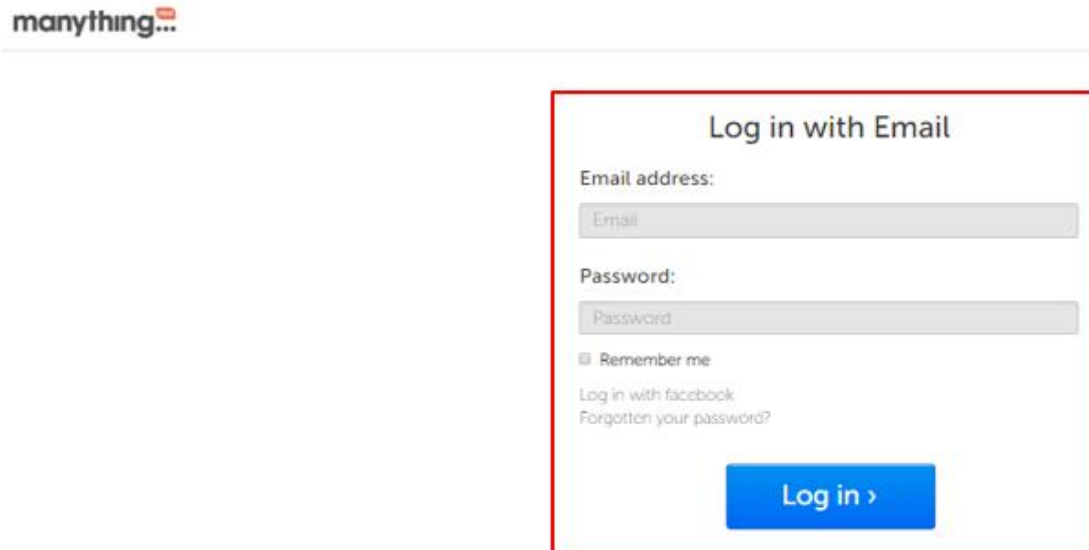 manything...
Log in with Email
Email address:
Email
Password:
Password
Remember me
Log in with facebook
Forgotten your password?
Log in ›